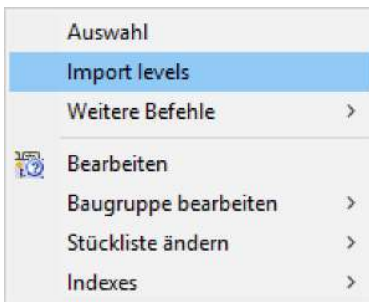 Auswahl
Import levels
Weitere Befehle
Bearbeiten
Baugruppe bearbeiten
Stückliste ändern
Indexes